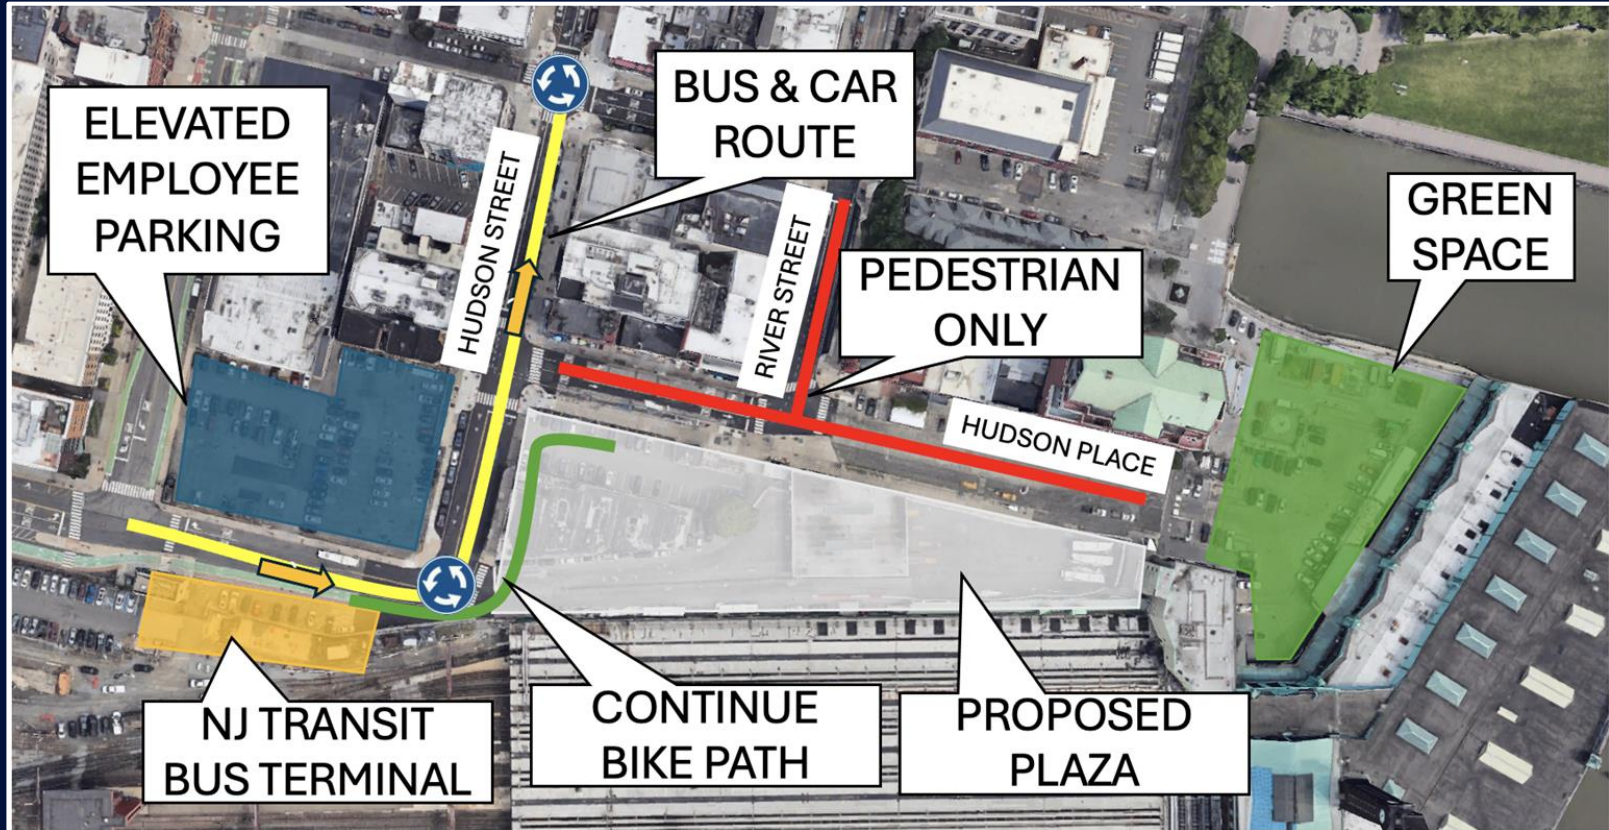 ELEVATED
EMPLOYEE
PARKING
HUDSON STREET
BUS & CAR
ROUTE
RIVER STREET
PEDESTRIAN
ONLY
GREEN
SPACE
HUDSON PLACE
NJ TRANSIT
BUS TERMINAL
CONTINUE
BIKE PATH
PROPOSED
PLAZA